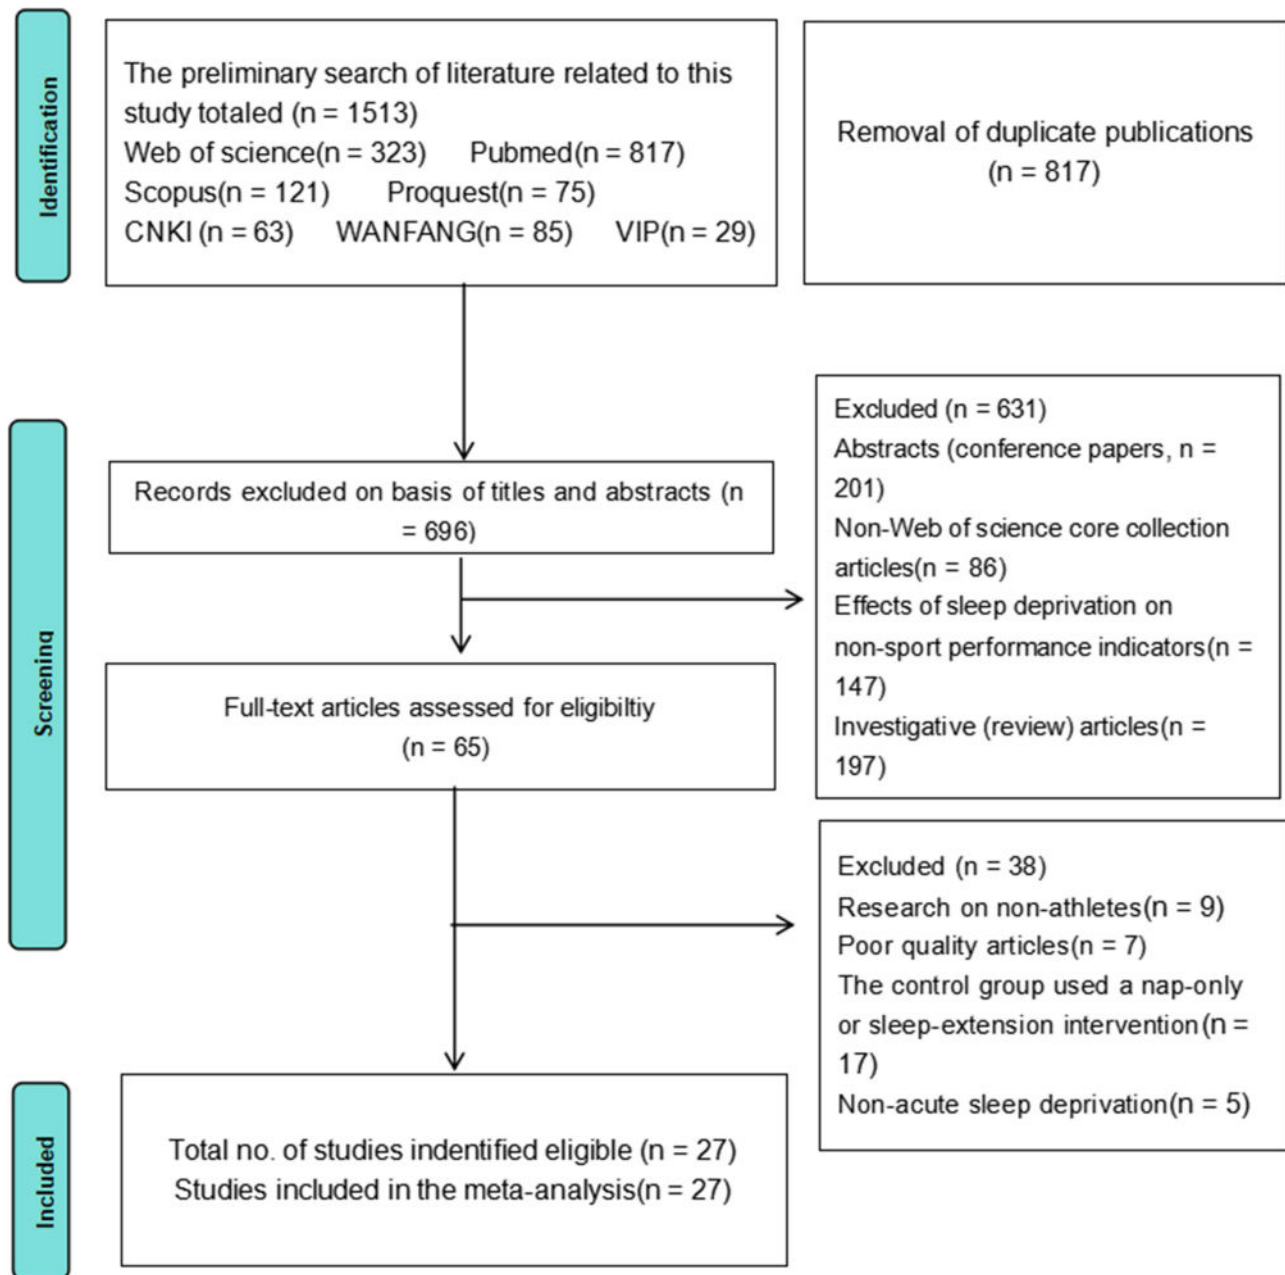 Identification
The preliminary search of literature related to this
study totaled (n = 1513)
Web of science(n = 323) Pubmed(n = 817)
Scopus(n = 121) Proquest(n = 75)
CNKI (n = 63) WANFANG(n = 85) VIP(n = 29)
Removal of duplicate publications
(n = 817)
Screening
Records excluded on basis of titles and abstracts (n
= 696)
Excluded (n = 631)
Abstracts (conference papers, n =
201)
Non-Web of science core collection
articles(n = 86)
Effects of sleep deprivation on
non-sport performance indicators(n =
147)
Investigative (review) articles(n =
197)
Full-text articles assessed for eligibiltiy
(n = 65)
Excluded (n = 38)
Research on non-athletes(n = 9)
Poor quality articles(n = 7)
The control group used a nap-only
or sleep-extension intervention(n =
17)
Non-acute sleep deprivation(n = 5)
Included
Total no. of studies indentified eligible (n = 27)
Studies included in the meta-analysis(n = 27)